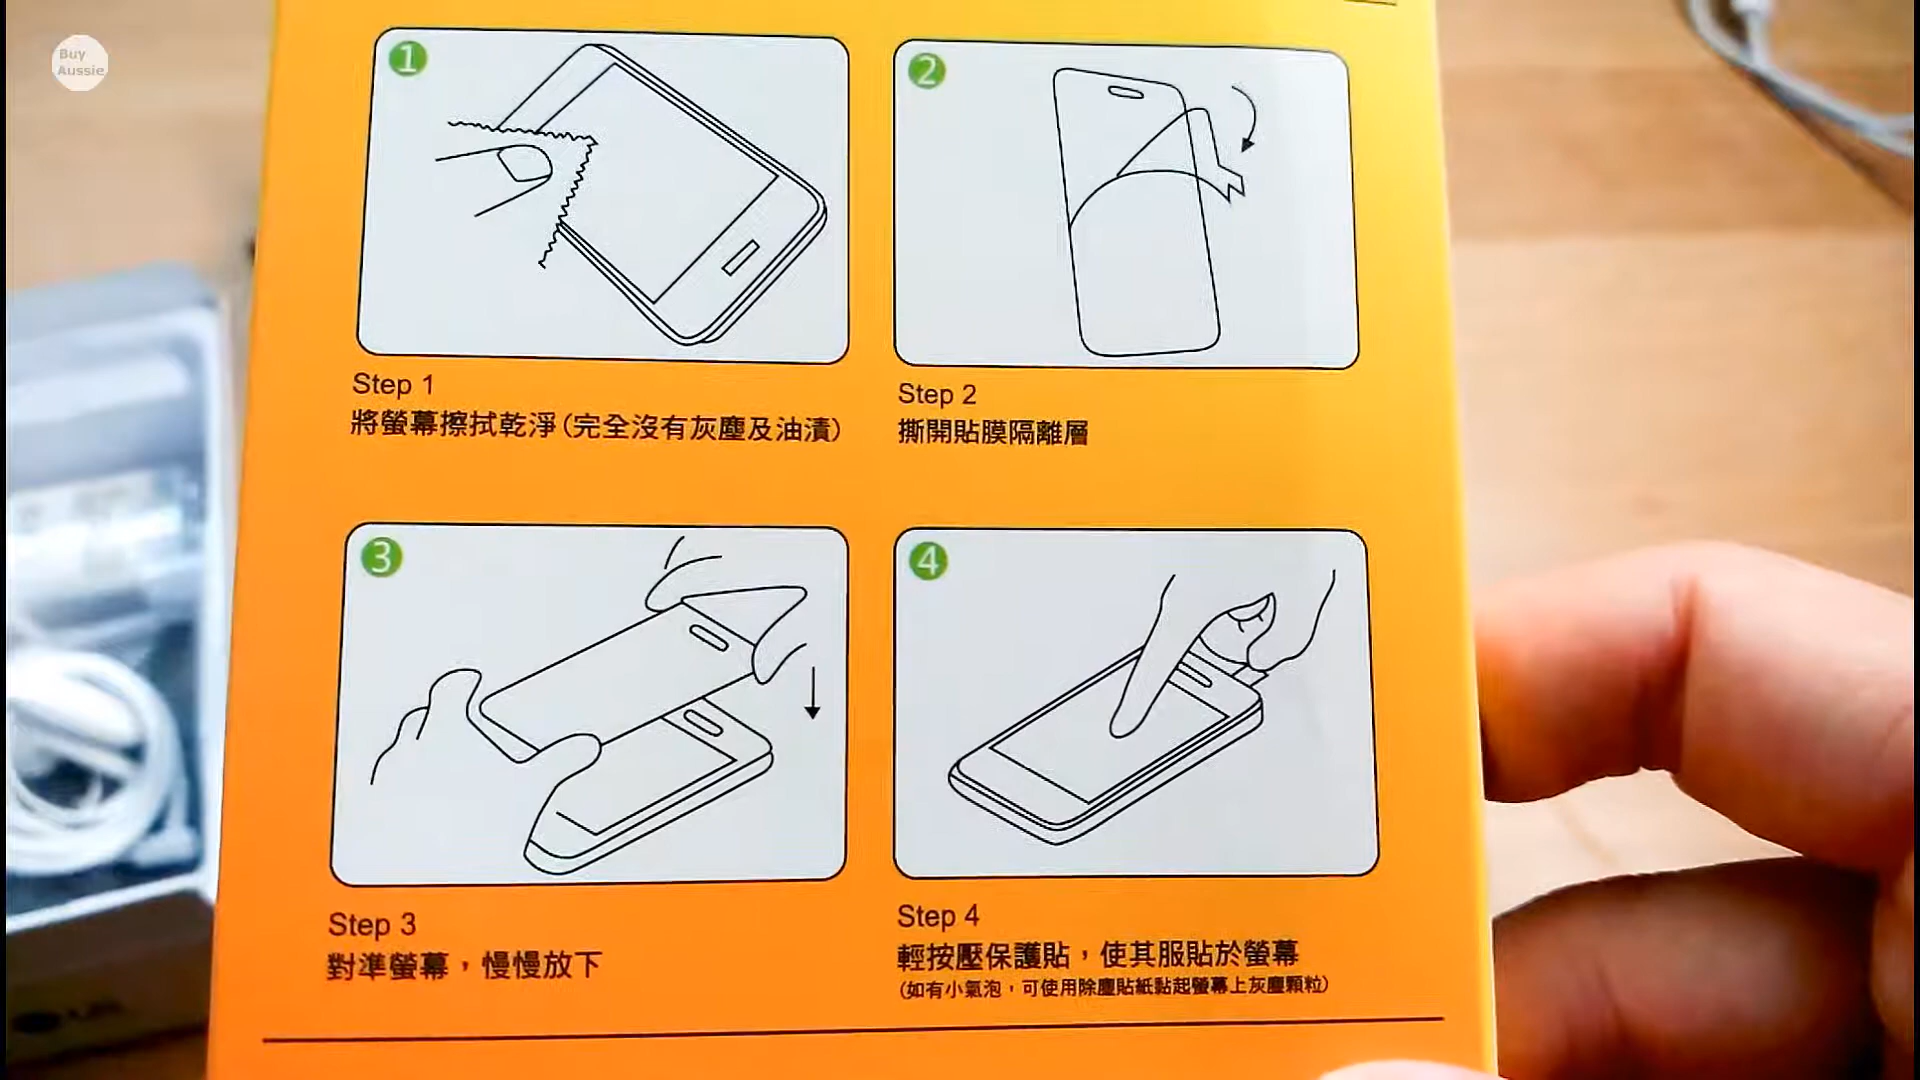 Buy
Aussie
1
2
Step 1
將螢幕擦拭乾淨(完全沒有灰塵及油漬)
Step 2
撕開貼膜隔離層
3
4
Step 3
對準螢幕，慢慢放下
Step 4
輕按壓保護貼，使其服貼於螢幕
(如有小氣泡，可使用除塵貼紙黏起螢幕上灰塵顆粒)